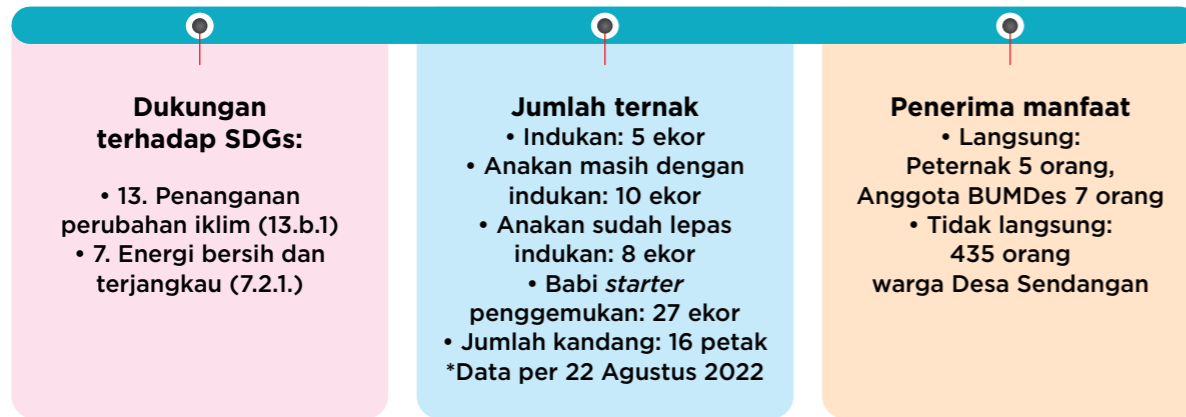 Dukungan
terhadap SDGs:
• 13. Penanganan
perubahan iklim (13.b.1)
• 7. Energi bersih dan
terjangkau (7.2.1.)
Jumlah ternak
• Indukan: 5 ekor
• Anakan masih dengan
indukan: 10 ekor
• Anakan sudah lepas
indukan: 8 ekor
• Babi starter
penggemukan: 27 ekor
• Jumlah kandang: 16 petak
*Data per 22 Agustus 2022
Penerima manfaat
• Langsung:
Peternak 5 orang,
Anggota BUMDes 7 orang
• Tidak langsung:
435 orang
warga Desa Sendangan